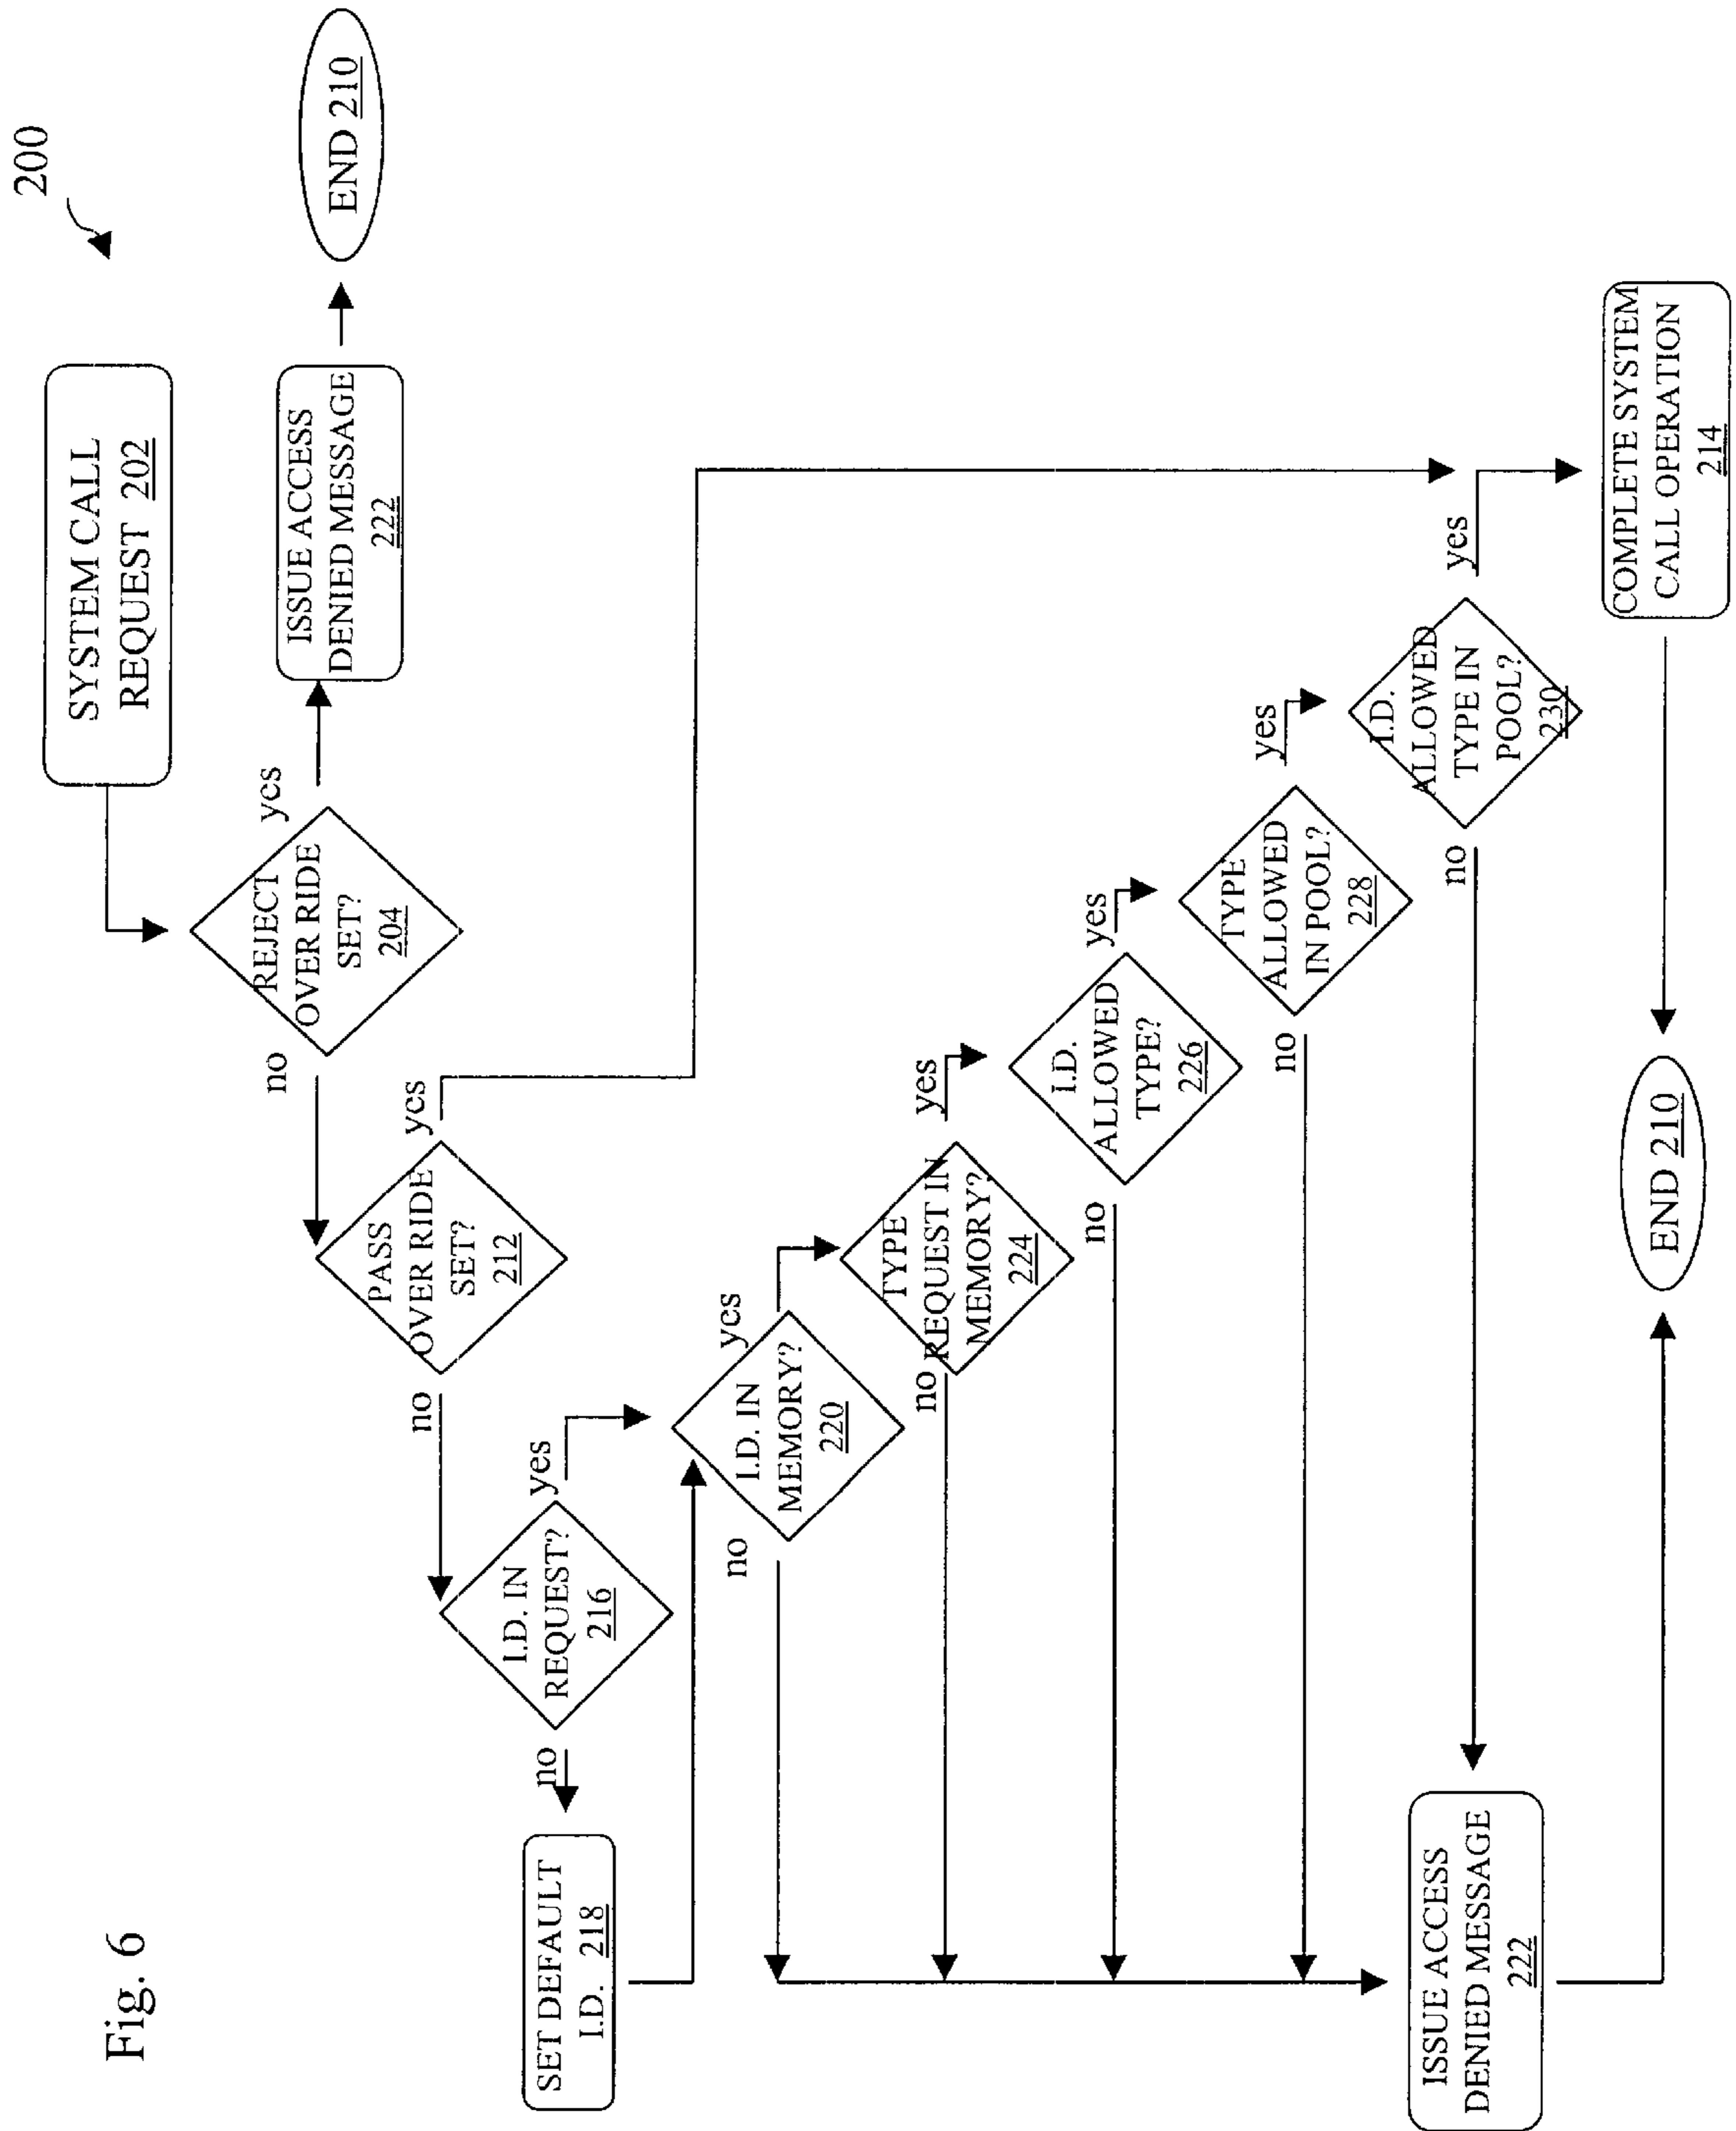 Fig. 6
200
SYSTEM CALL
REQUEST 202
REJECT
OVER RIDE
SET?
204
yes
no
ISSUE ACCESS
DENIED MESSAGE
222
END 210
PASS
OVER RIDE
SET?
212
yes
no
I.D. IN
REQUEST?
216
yes
no
SET DEFAULT
I.D. 218
I.D. IN
MEMORY?
220
yes
no
TYPE
REQUEST IN
MEMORY?
224
yes
no
I.D.
ALLOWED
TYPE?
226
yes
no
TYPE
ALLOWED
IN POOL?
228
yes
no
I.D.
ALLOWED
TYPE IN
POOL?
230
yes
no
ISSUE ACCESS
DENIED MESSAGE
222
COMPLETE SYSTEM
CALL OPERATION
214
END 210